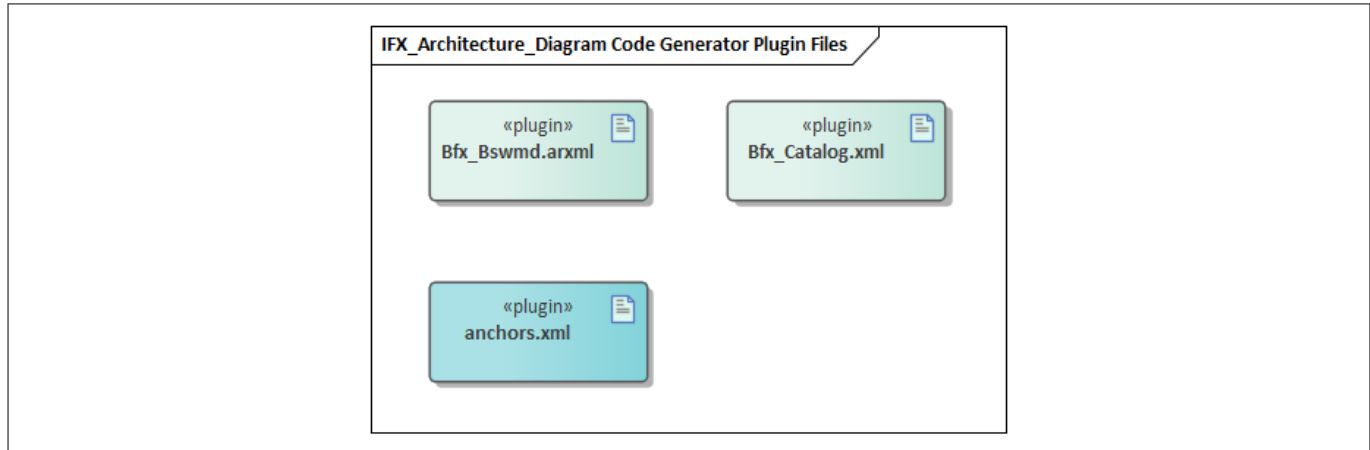 IFX_Architecture_Diagram Code Generator Plugin Files
«plugin»
Bfx_Bswmd.arxml
«plugin»
Bfx_Catalog.xml
«plugin»
anchors.xml